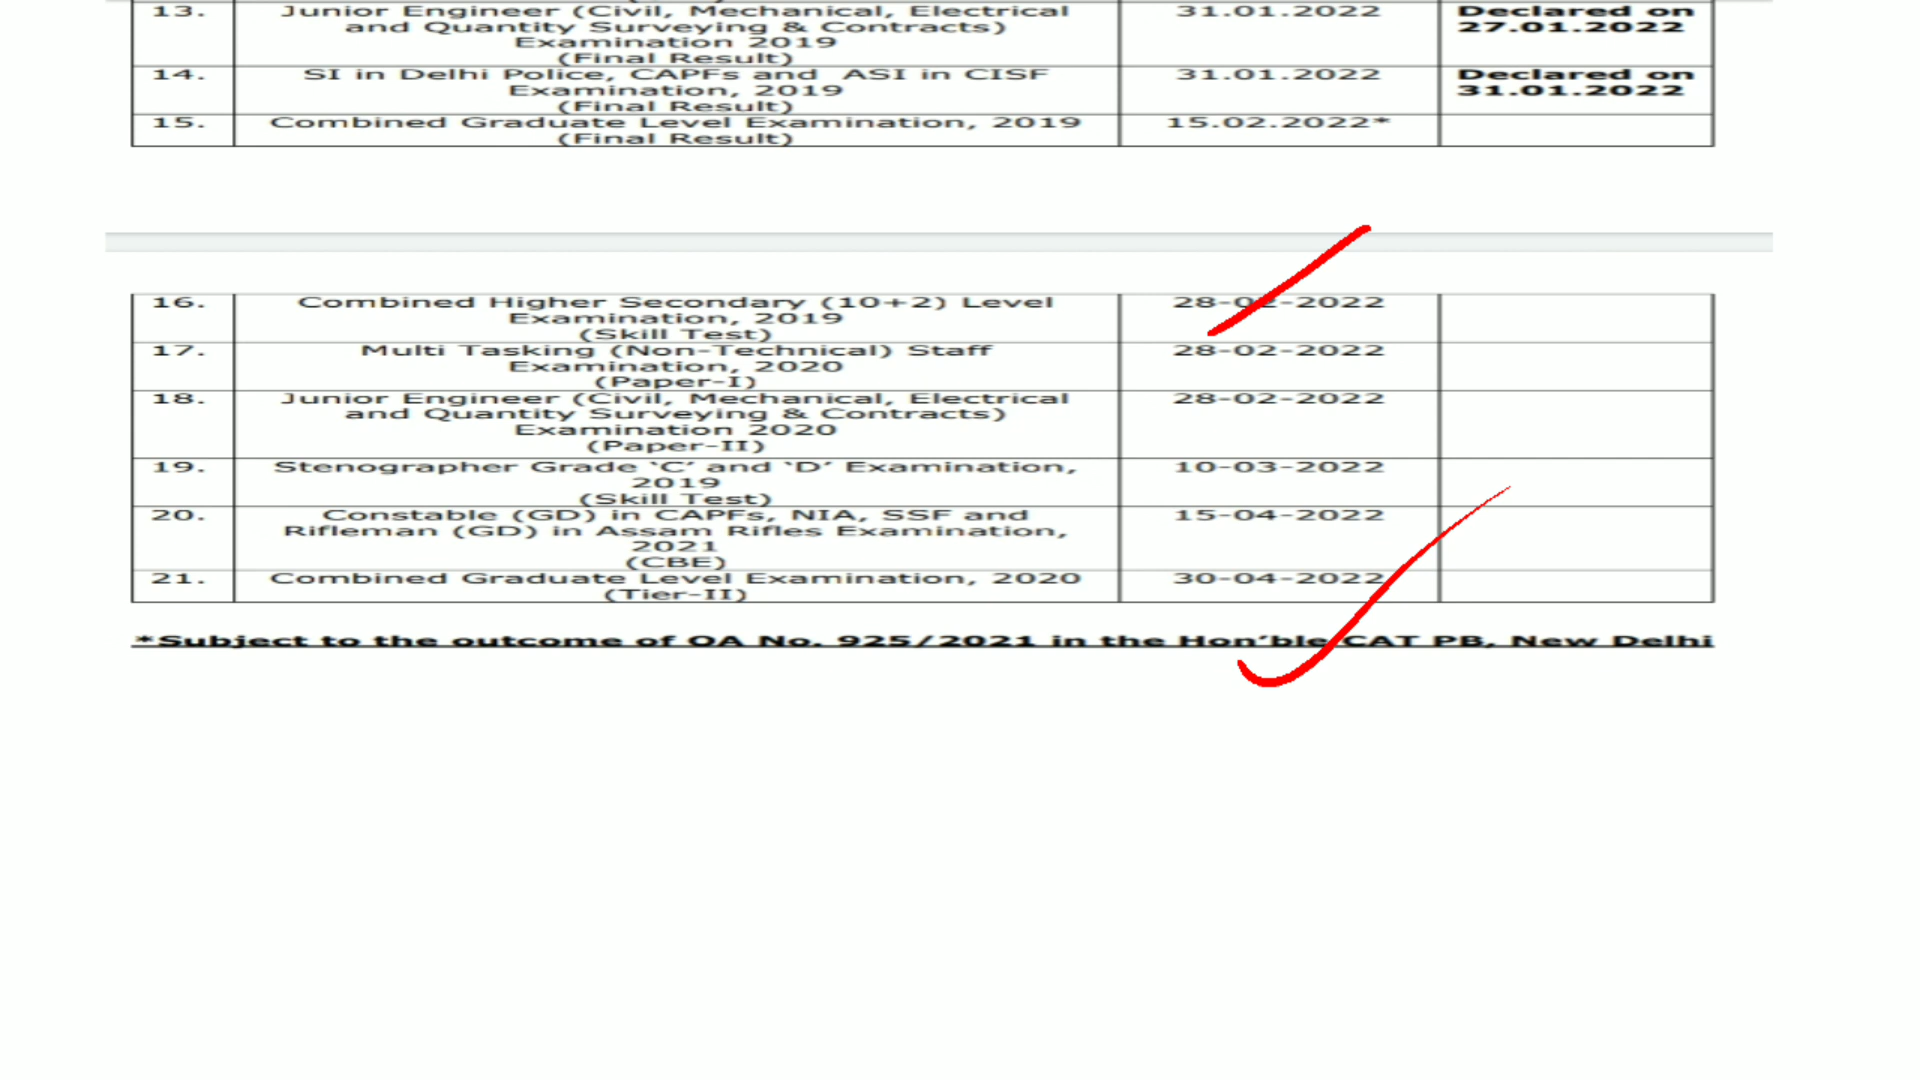 13. Junior Engineer (Civil, Mechanical, Electrical 31.01.2022 Declared on
and Quantity Surveying & Contracts) 27.01.2022
Examination 2019
(Final Result)
14. SI in Delhi Police, CAPFs and ASI in CISF 31.01.2022 Declared on
Examination, 2019 31.01.2022
(Final Result)
15. Combined Graduate Level Examination, 2019 15.02.2022*
(Final Result)
16. Combined Higher Secondary (10+2) Level 28-02-2022
Examination, 2019
(Skill Test)
17. Multi Tasking (Non-Technical) Staff 28-02-2022
Examination, 2020
(Paper-I)
18. Junior Engineer (Civil, Mechanical, Electrical 28-02-2022
and Quantity Surveying & Contracts)
Examination 2020
(Paper-II)
19. Stenographer Grade ‘C’ and ‘D’ Examination, 10-03-2022
2019
(Skill Test)
20. Constable (GD) in CAPFs, NIA, SSF and 15-04-2022
Rifleman (GD) in Assam Rifles Examination,
2021
(CBE)
21. Combined Graduate Level Examination, 2020 30-04-2022
(Tier-II)
*Subject to the outcome of OA No. 925/2021 in the Hon’ble CAT PB, New Delhi